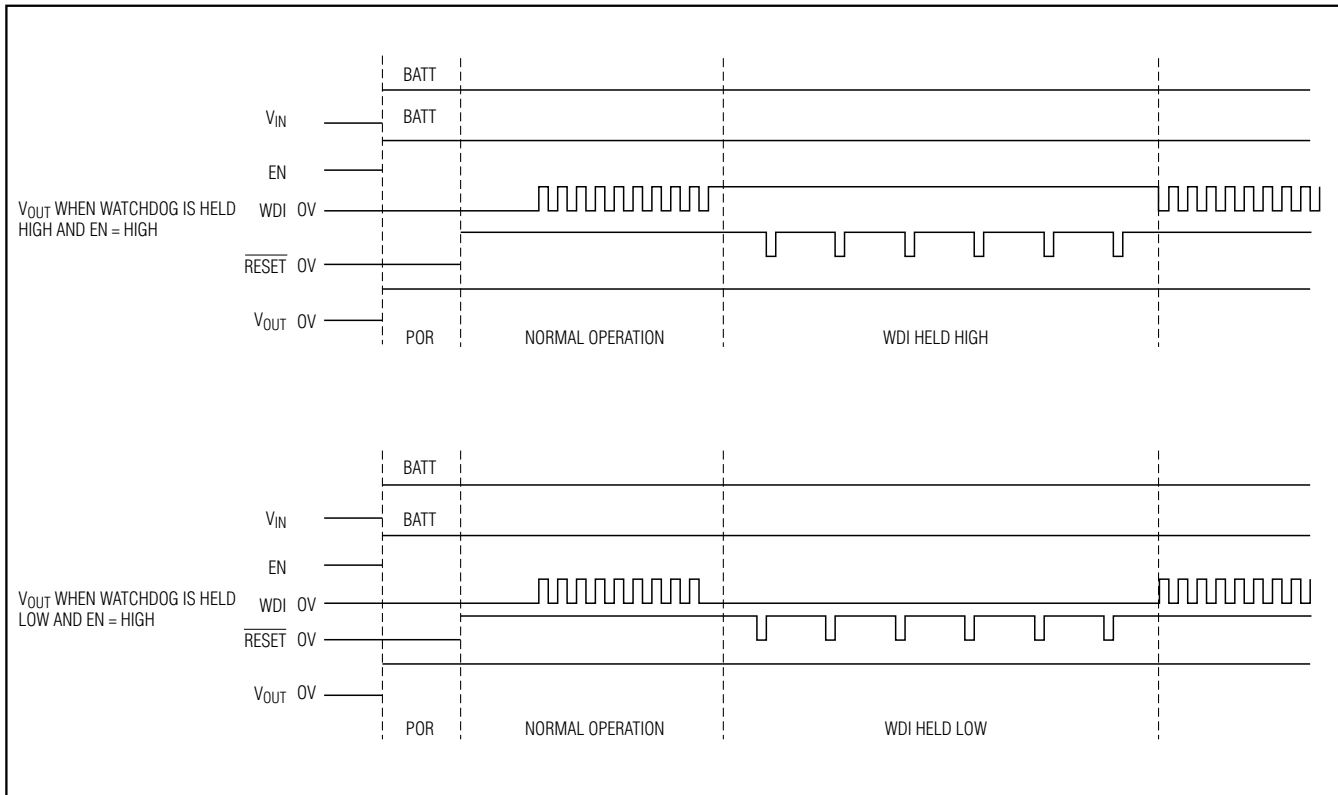 BATT
V_IN BATT
EN
V_OUT WHEN WATCHDOG IS HELD
HIGH AND EN = HIGH
WDI 0V
RESET 0V
V_OUT 0V
POR NORMAL OPERATION WDI HELD HIGH
BATT
V_IN BATT
EN
V_OUT WHEN WATCHDOG IS HELD
LOW AND EN = HIGH
WDI 0V
RESET 0V
V_OUT 0V
POR NORMAL OPERATION WDI HELD LOW